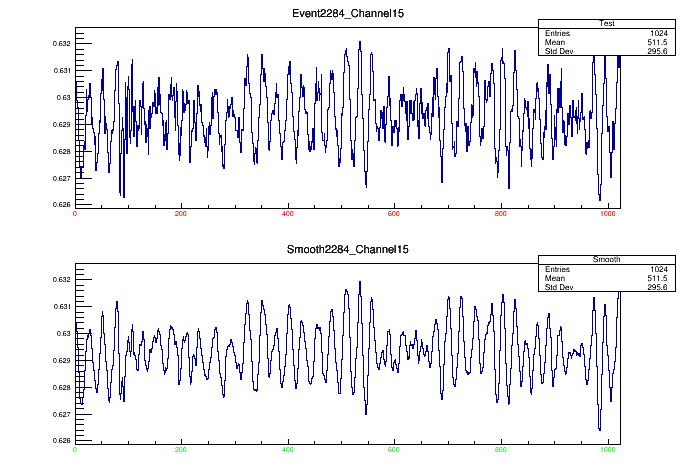 Event2284_Channel15
Test
Entries 1024
Mean 511.5
Std Dev 295.6
0.632
0.631
0.63
0.629
0.628
0.627
0.626
0 200 400 600 800 1000
Smooth2284_Channel15
Smooth
Entries 1024
Mean 511.5
Std Dev 295.6
0.632
0.631
0.63
0.629
0.628
0.627
0.626
0 200 400 600 800 1000